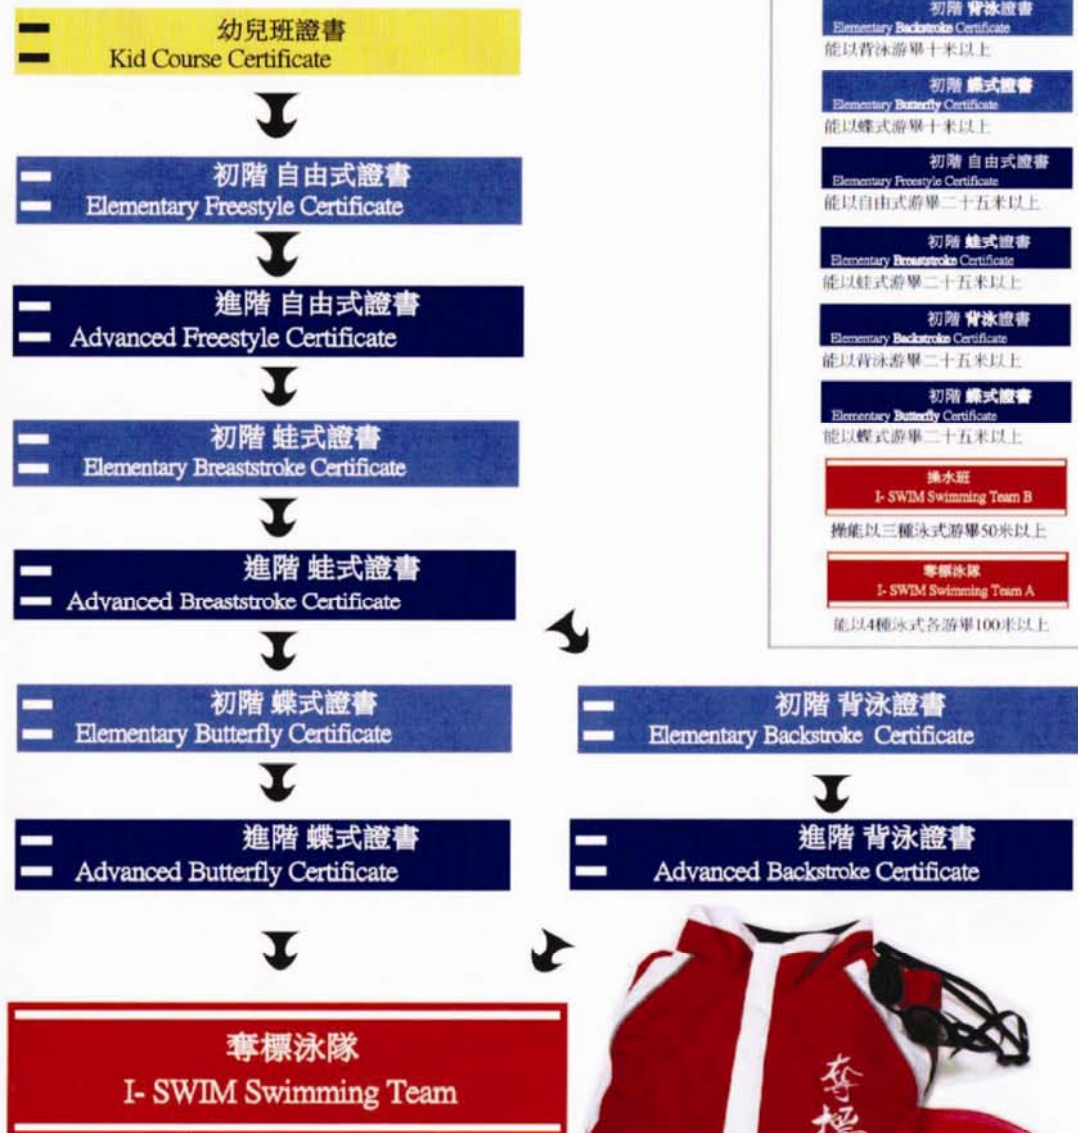 幼兒班證書
Kid Course Certificate
初階 自由式證書
Elementary Freestyle Certificate
進階 自由式證書
Advanced Freestyle Certificate
初階 蛙式證書
Elementary Breaststroke Certificate
進階 蛙式證書
Advanced Breaststroke Certificate
初階 蝶式證書
Elementary Butterfly Certificate
進階 蝶式證書
Advanced Butterfly Certificate
初階 背泳證書
Elementary Backstroke Certificate
進階 背泳證書
Advanced Backstroke Certificate
奪標泳隊
I- SWIM Swimming Team
初階 背泳證書
Elementary Backstroke Certificate
能以背泳游畢十米以上
初階 蝶式證書
Elementary Butterfly Certificate
能以蝶式游畢十米以上
初階 自由式證書
Elementary Freestyle Certificate
能以自由式游畢二十五米以上
初階 蛙式證書
Elementary Breaststroke Certificate
能以蛙式游畢二十五米以上
初階 背泳證書
Elementary Backstroke Certificate
能以背泳游畢二十五米以上
初階 蝶式證書
Elementary Butterfly Certificate
能以蝶式游畢二十五米以上
操水班
I- SWIM Swimming Team B
操能以三種泳式游畢50米以上
奪標泳隊
I- SWIM Swimming Team A
能以4種泳式各游畢100米以上
奪標